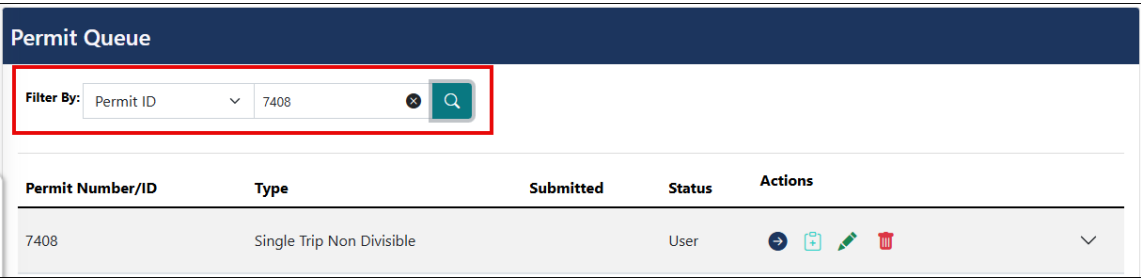 Permit Queue
Filter By: Permit ID 7408
Permit Number/ID Type Submitted Status Actions
7408 Single Trip Non Divisible User